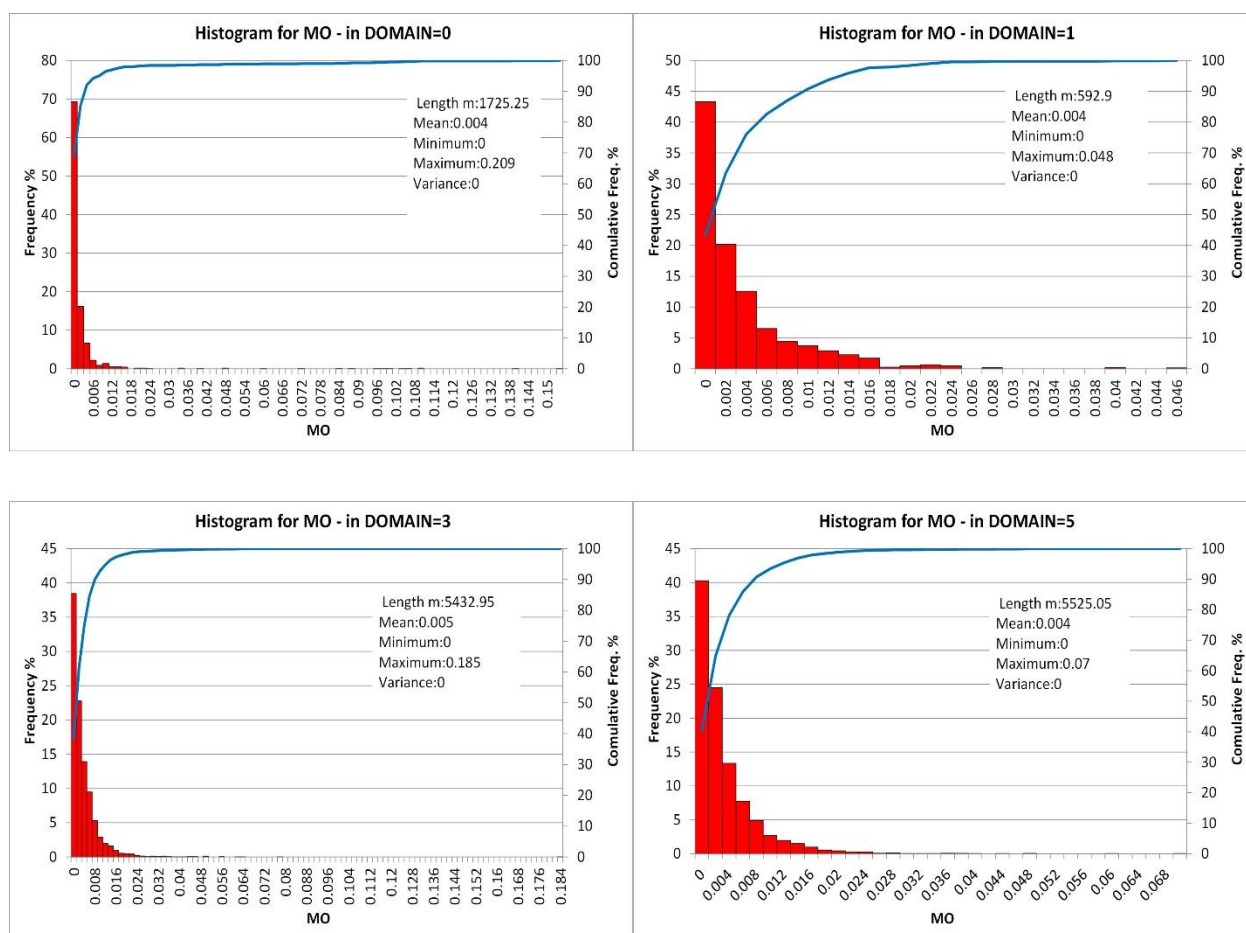 Histogram for MO - in DOMAIN=0
Frequency %
80
70
60
50
40
30
20
10
0
Length m:1725.25
Mean:0.004
Minimum:0
Maximum:0.209
Variance:0
100
90
80
70
60
50
40
30
20
10
0
Comulative Freq. %
0 0.006 0.012 0.018 0.024 0.03 0.036 0.042 0.048 0.054 0.06 0.066 0.072 0.078 0.084 0.09 0.096 0.102 0.108 0.114 0.12 0.126 0.132 0.138 0.144 0.15
MO
Histogram for MO - in DOMAIN=1
Frequency %
50
45
40
35
30
25
20
15
10
5
0
Length m:592.9
Mean:0.004
Minimum:0
Maximum:0.048
Variance:0
100
90
80
70
60
50
40
30
20
10
0
Comulative Freq. %
0 0.002 0.004 0.006 0.008 0.01 0.012 0.014 0.016 0.018 0.02 0.022 0.024 0.026 0.028 0.03 0.032 0.034 0.036 0.038 0.04 0.042 0.044 0.046
MO
Histogram for MO - in DOMAIN=3
Frequency %
45
40
35
30
25
20
15
10
5
0
Length m:5432.95
Mean:0.005
Minimum:0
Maximum:0.185
Variance:0
100
90
80
70
60
50
40
30
20
10
0
Comulative Freq. %
0 0.008 0.016 0.024 0.032 0.04 0.048 0.056 0.064 0.072 0.08 0.088 0.096 0.104 0.112 0.12 0.128 0.136 0.144 0.152 0.16 0.168 0.176 0.184
MO
Histogram for MO - in DOMAIN=5
Frequency %
45
40
35
30
25
20
15
10
5
0
Length m:5525.05
Mean:0.004
Minimum:0
Maximum:0.07
Variance:0
100
90
80
70
60
50
40
30
20
10
0
Comulative Freq. %
0 0.004 0.008 0.012 0.016 0.02 0.024 0.028 0.032 0.036 0.04 0.044 0.048 0.052 0.056 0.06 0.064 0.068
MO